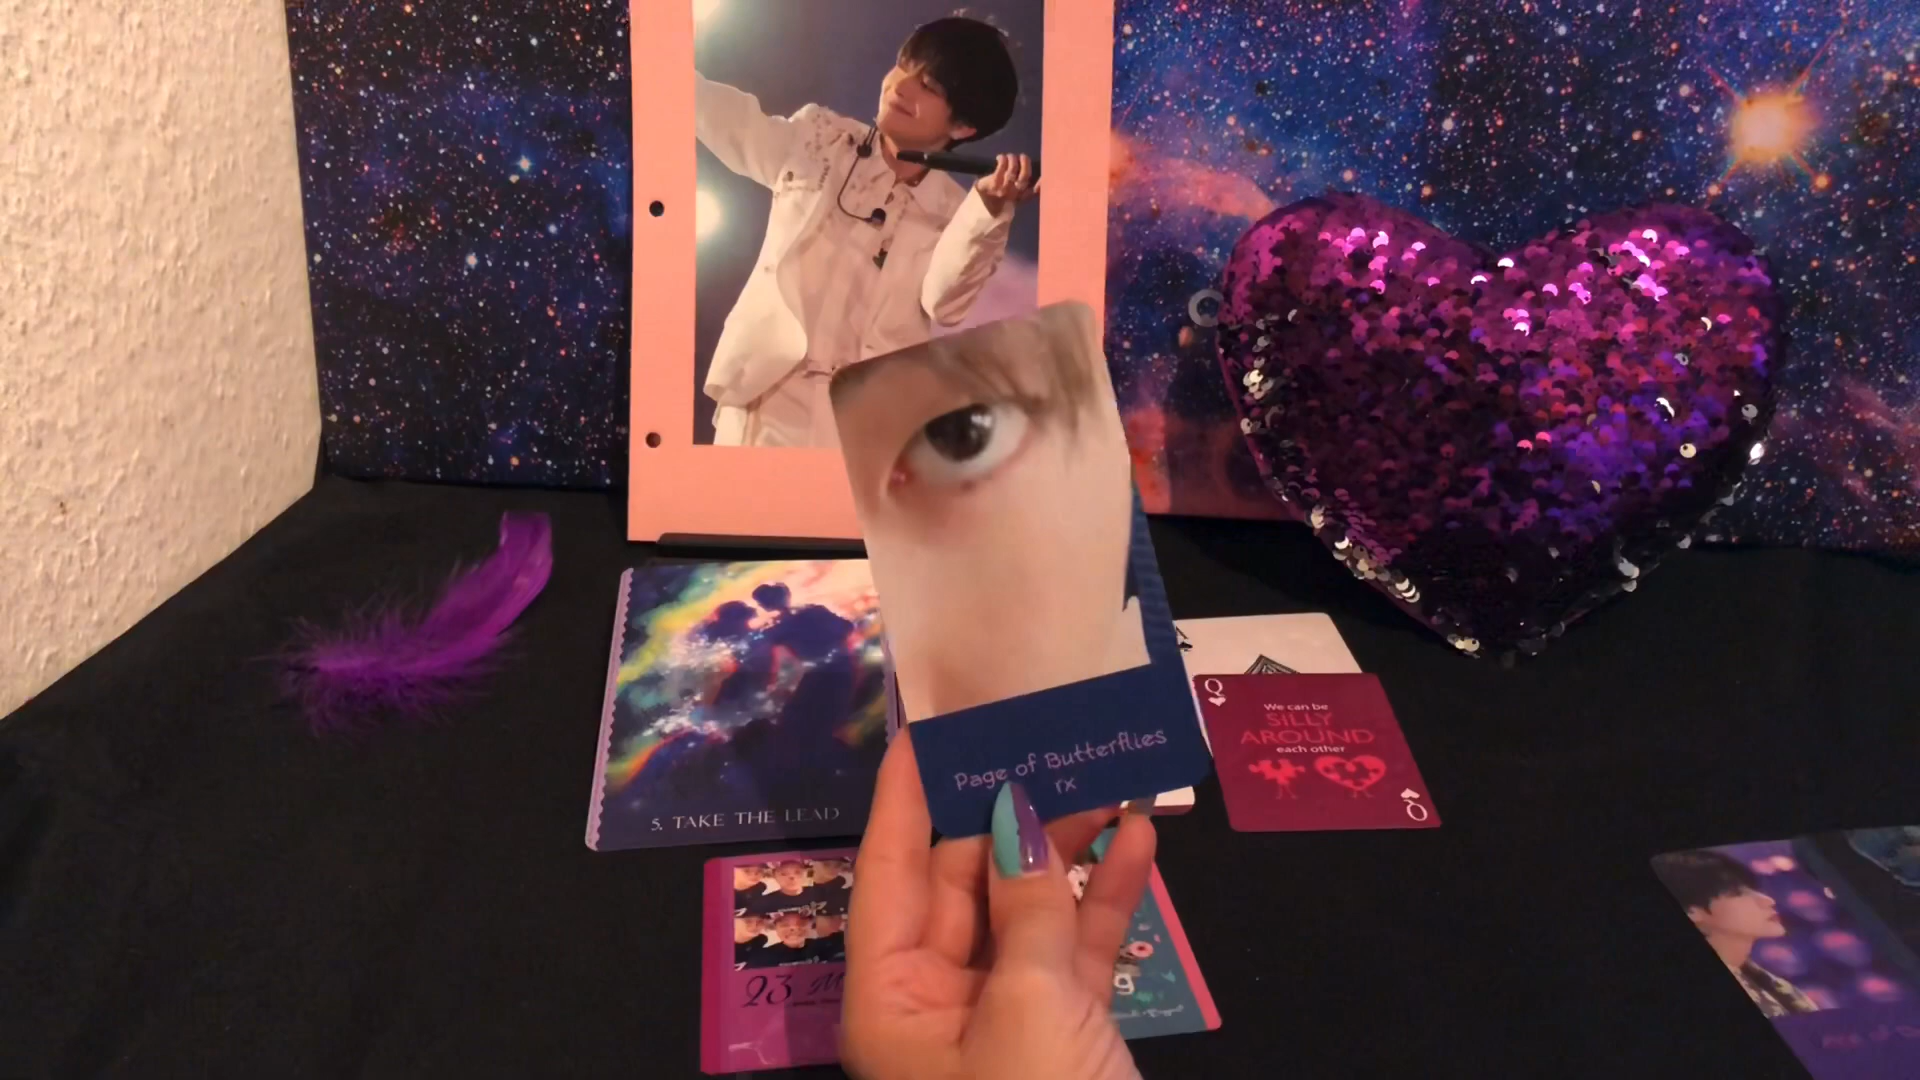 Page of Butterflies
rx
5. TAKE THE LEAD
Q
We can be
SILLY
AROUND
each other
Q
23
g